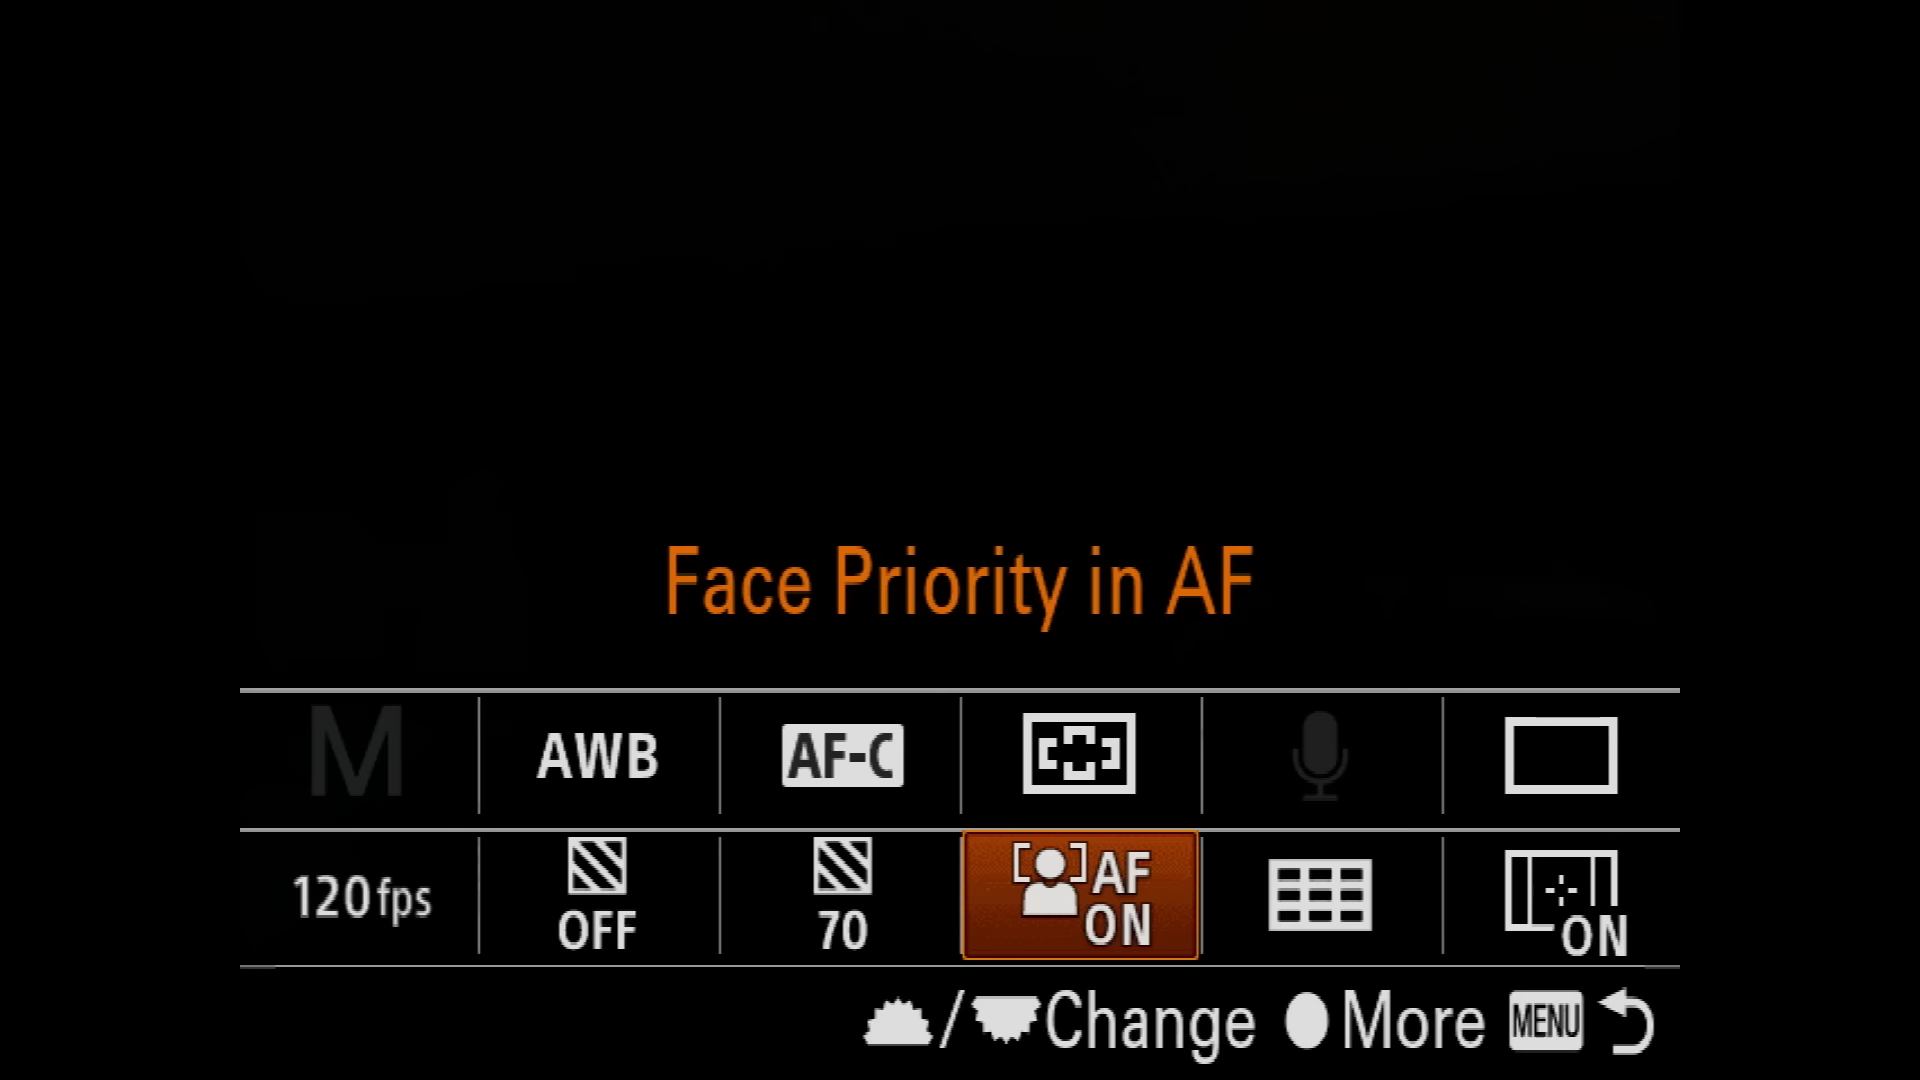 Face Priority in AF
M AWB AF-C
120fps OFF 70 AF ON ON
/ Change More MENU